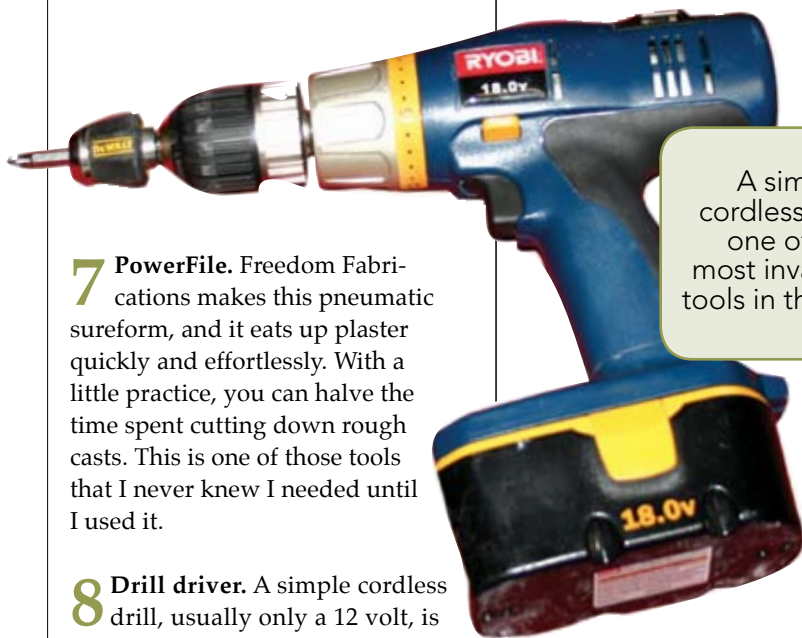 RYOBI
18.0v
DEWALT
A sim
cordless
one o
most inva
tools in th
7 PowerFile. Freedom Fabri-
cations makes this pneumatic
sureform, and it eats up plaster
quickly and effortlessly. With a
little practice, you can halve the
time spent cutting down rough
casts. This is one of those tools
that I never knew I needed until
I used it.
18.0v
8 Drill driver. A simple cordless
drill, usually only a 12 volt, is